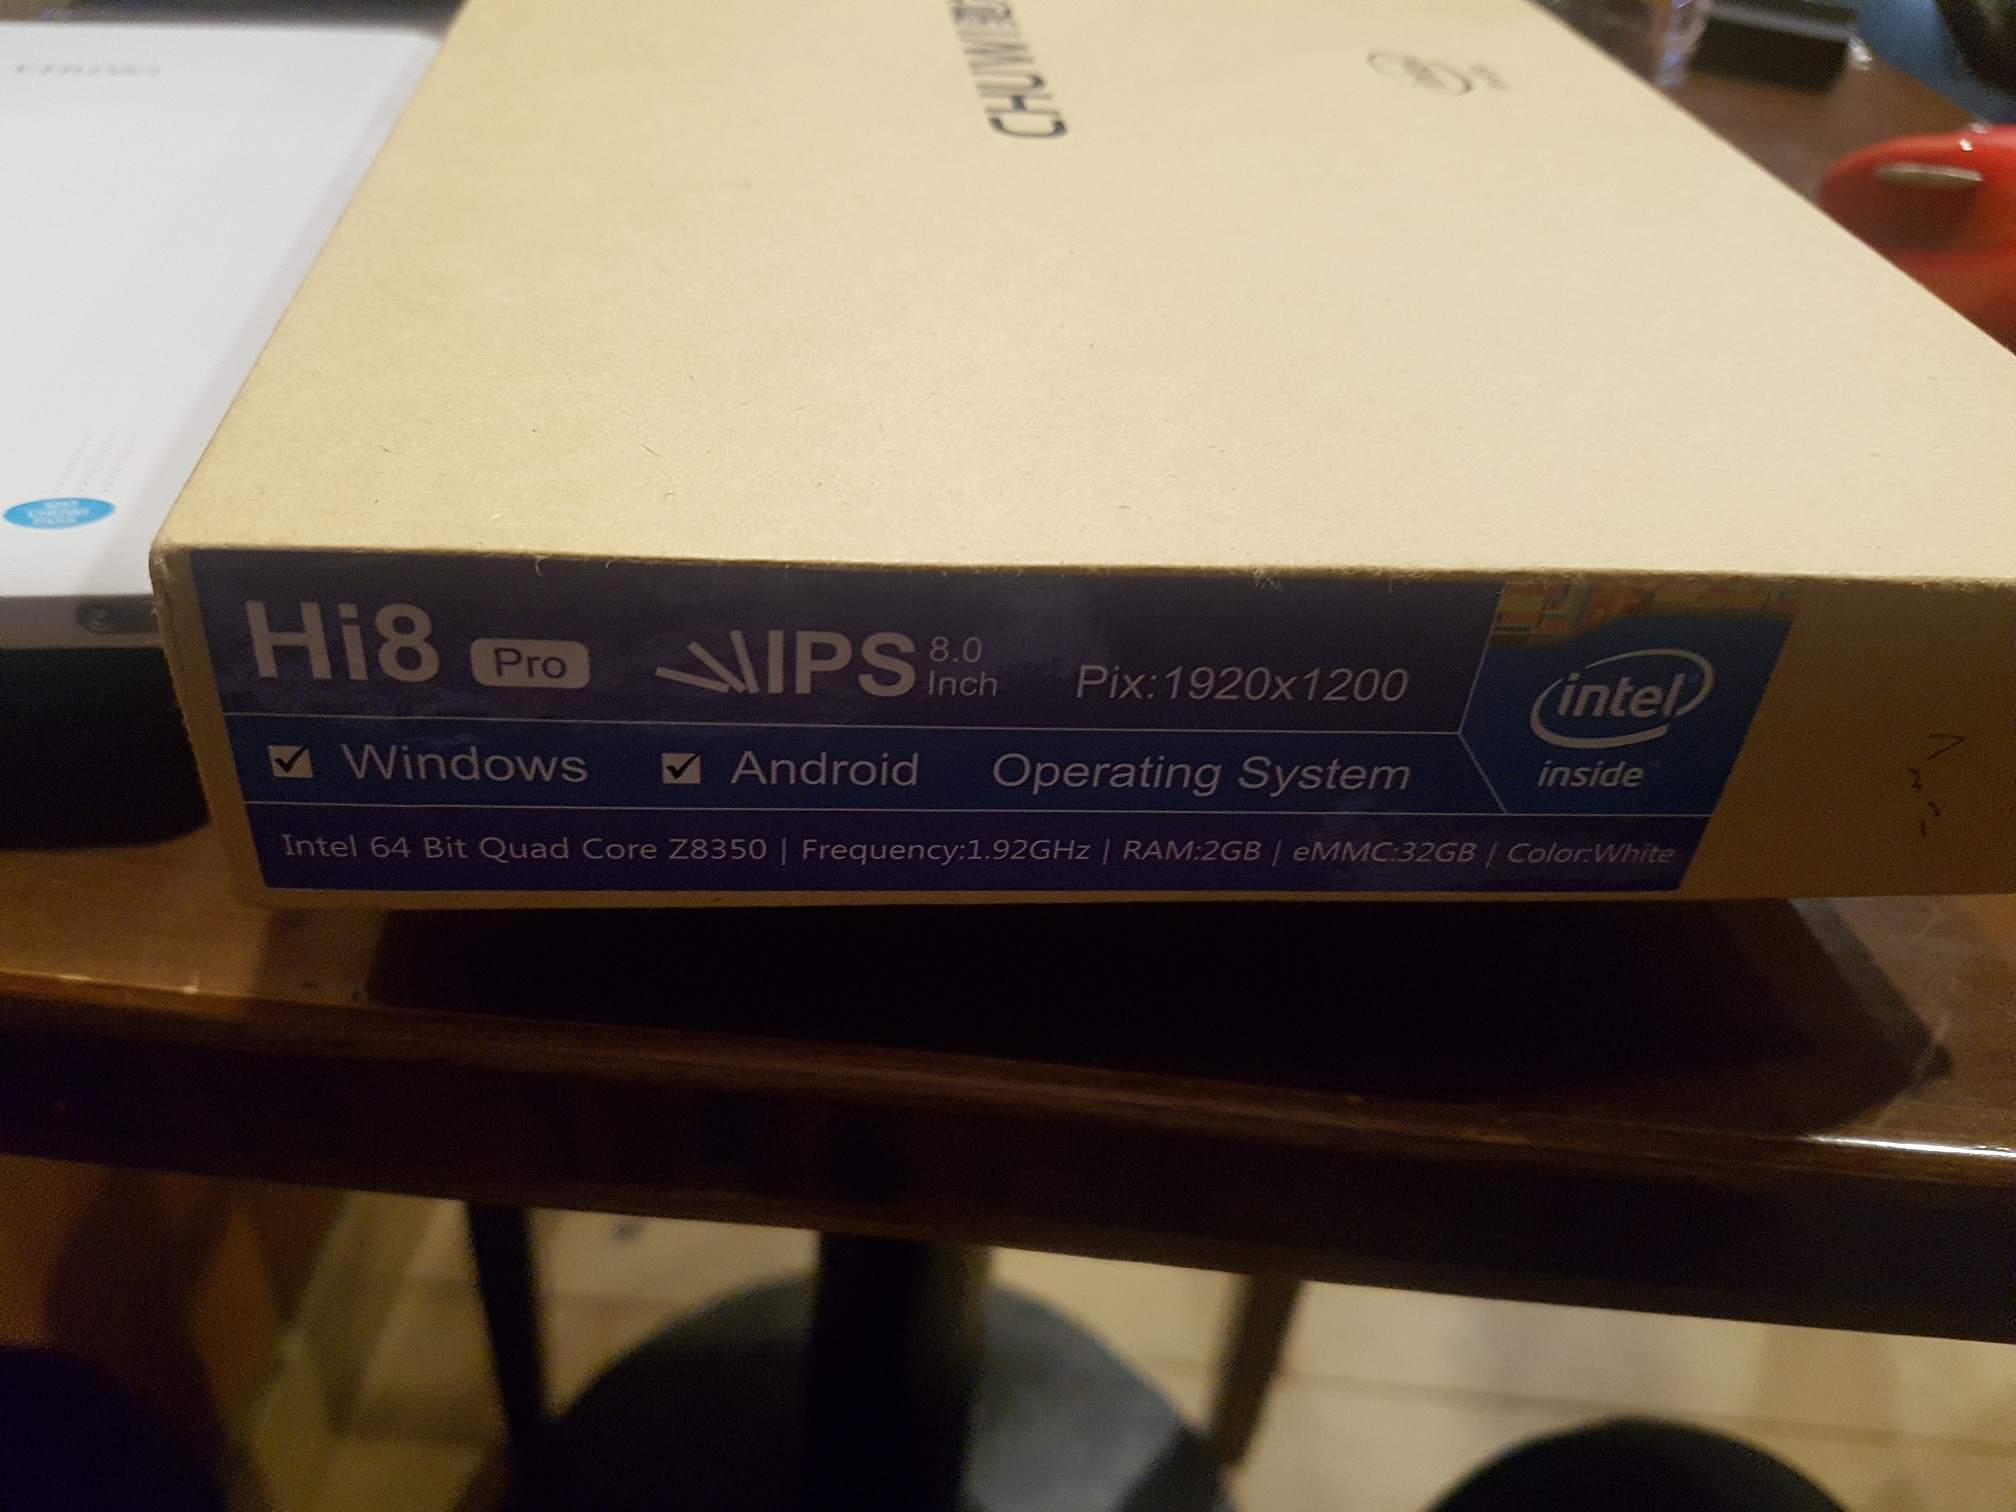 CHUWI
Hi8 Pro IPS 8.0 Inch Pix:1920x1200
Windows Android Operating System
intel inside
Intel 64 Bit Quad Core Z8350 | Frequency:1.92GHz | RAM:2GB | eMMC:32GB | Color:White